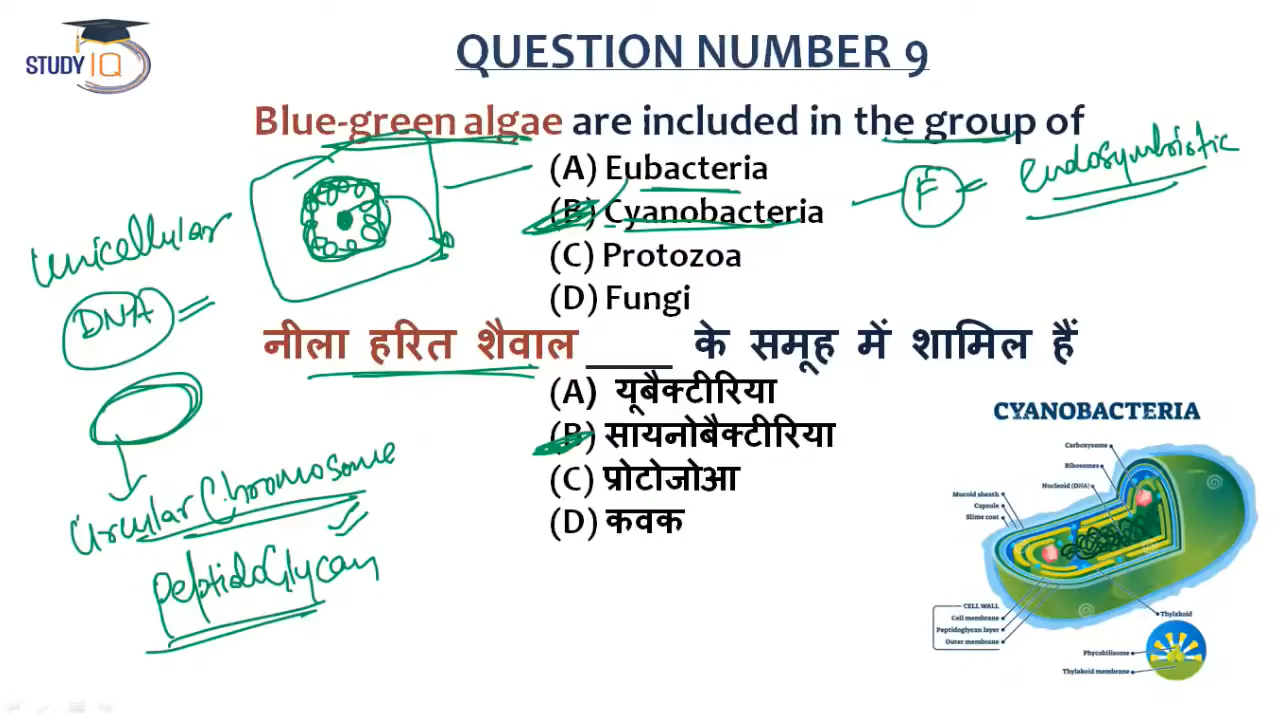 STUDY IQ
QUESTION NUMBER 9
Blue-green algae are included in the group of
(A) Eubacteria
(B) Cyanobacteria
(C) Protozoa
(D) Fungi
Unicellular
DNA
F
endosymbiotic
नीला हरित शैवाल _____ के समूह में शामिल हैं
(A) यूबैक्टीरिया
(B) सायनोबैक्टीरिया
(C) प्रोटोजोआ
(D) कवक
Circular Chromosome
PeptidoGlycan
CYANOBACTERIA
Carboxysome
Ribosomes
Nucleoid (DNA)
Mucoid sheath
Capsule
Slime coat
CELL WALL
Cell membrane
Peptidoglycan layer
Outer membrane
Thylakoid
Phycobilisome
Thylakoid membrane